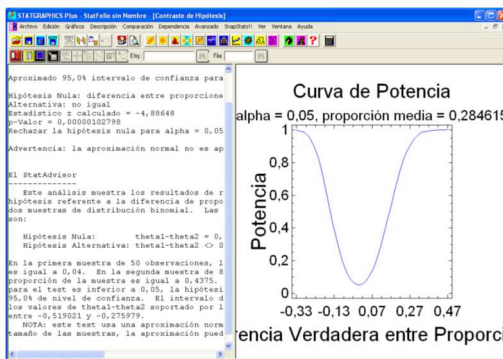 STATGRAPHICS Plus - StatFolio sin Nombre - [Contraste de Hipótesis]
Archivo Edición Gráficos Descripción Comparación Dependencia Avanzado SnapStats!! Ver Ventana Ayuda
Etiq: Fila:
Aproximado 95,0% intervalo de confianza para
Hipótesis Nula: diferencia entre proporcione
Alternativa: no igual
Estadístico z calculado = -4,88648
p-Valor = 0,00000102798
Rechazar la hipótesis nula para alpha = 0,05
Advertencia: la aproximación normal no es ap
El StatAdvisor
--------------
Este análisis muestra los resultados de r
hipótesis referente a la diferencia de propo
dos muestras de distribución binomial. Las
son:
Hipótesis Nula: theta1-theta2 = 0,
Hipótesis Alternativa: theta1-theta2 <> 0
En la primera muestra de 50 observaciones, l
es igual a 0,04. En la segunda muestra de 8
proporción de la muestra es igual a 0,4375.
para el test es inferior a 0,05, la hipótesi
95,0% de nivel de confianza. El intervalo d
los valores de theta1-theta2 soportado por l
entre -0,519021 y -0,275979.
NOTA: este test usa una aproximación norm
tamaño de las muestras, la aproximación pued
Curva de Potencia
alpha = 0,05, proporción media = 0,284615
Potencia
1
0,8
0,6
0,4
0,2
0
-0,33 -0,13 0,07 0,27 0,47
rencia Verdadera entre Proporci